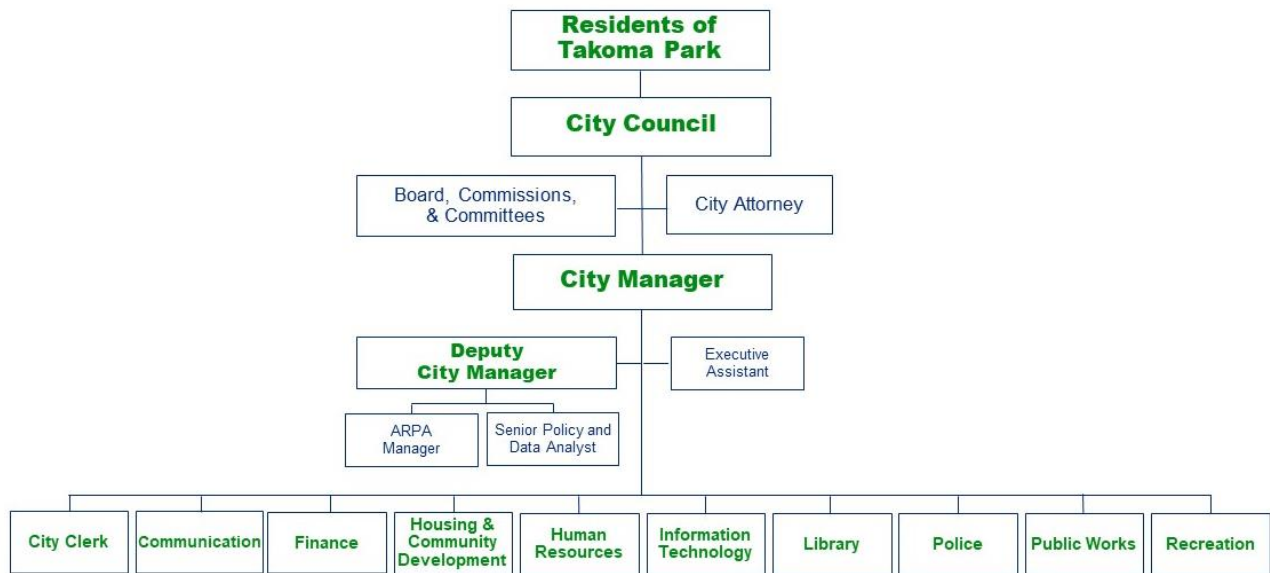 Residents of
Takoma Park
City Council
Board, Commissions,
& Committees
City Attorney
City Manager
Deputy
City Manager
Executive
Assistant
ARPA
Manager
Senior Policy and
Data Analyst
City Clerk
Communication
Finance
Housing &
Community
Development
Human
Resources
Information
Technology
Library
Police
Public Works
Recreation